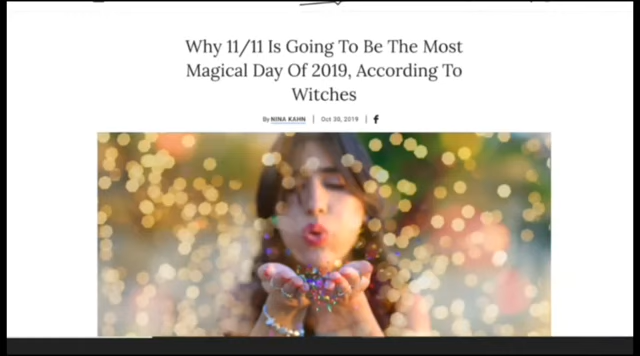 Why 11/11 Is Going To Be The Most
Magical Day Of 2019, According To
Witches
By NINA KAHN | Oct 30, 2019 | f